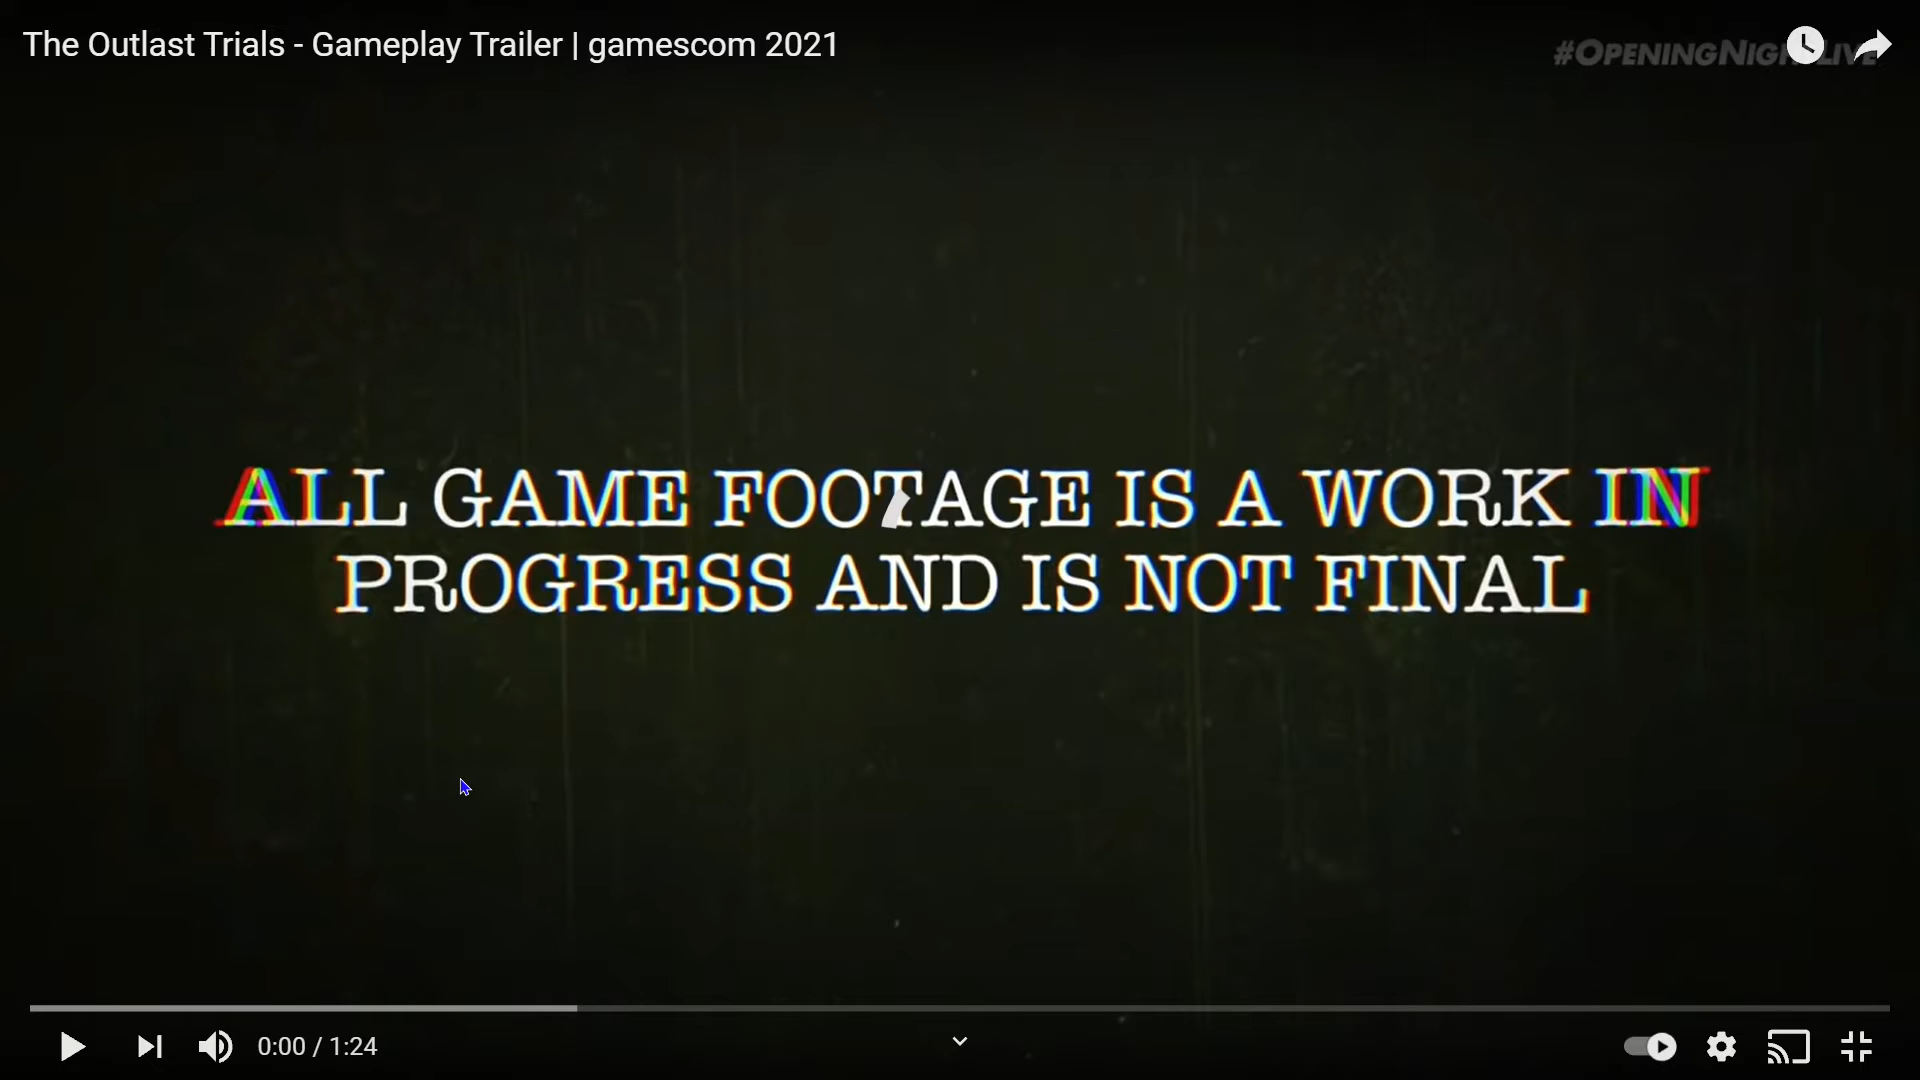 The Outlast Trials - Gameplay Trailer | gamescom 2021
#OPENINGNIGHTLIVE
ALL GAME FOOTAGE IS A WORK IN
PROGRESS AND IS NOT FINAL
0:00 / 1:24